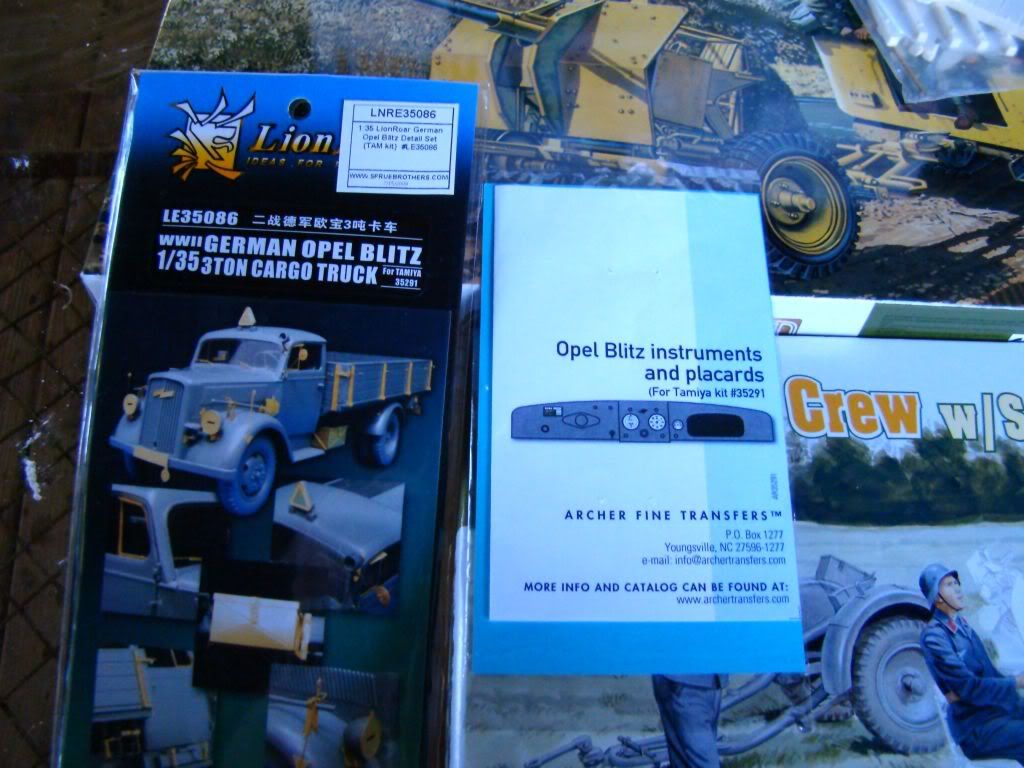 Lion
IDEAS FOR
LNRE35086
1:35 LionRoar German
Opel Blitz Detail Set
(TAM kit) #LE35086
WWW.SPRUEBROTHERS.COM
LE35086 二战德军欧宝3吨卡车
WWII GERMAN OPEL BLITZ
1/35 3TON CARGO TRUCK
For TAMIYA
35291
Opel Blitz instruments
and placards
(For Tamiya kit #35291
AR35291
ARCHER FINE TRANSFERS™
P.O. Box 1277
Youngsville, NC 27596-1277
e-mail: info@archertransfers.com
MORE INFO AND CATALOG CAN BE FOUND AT:
www.archertransfers.com
Crew w/S